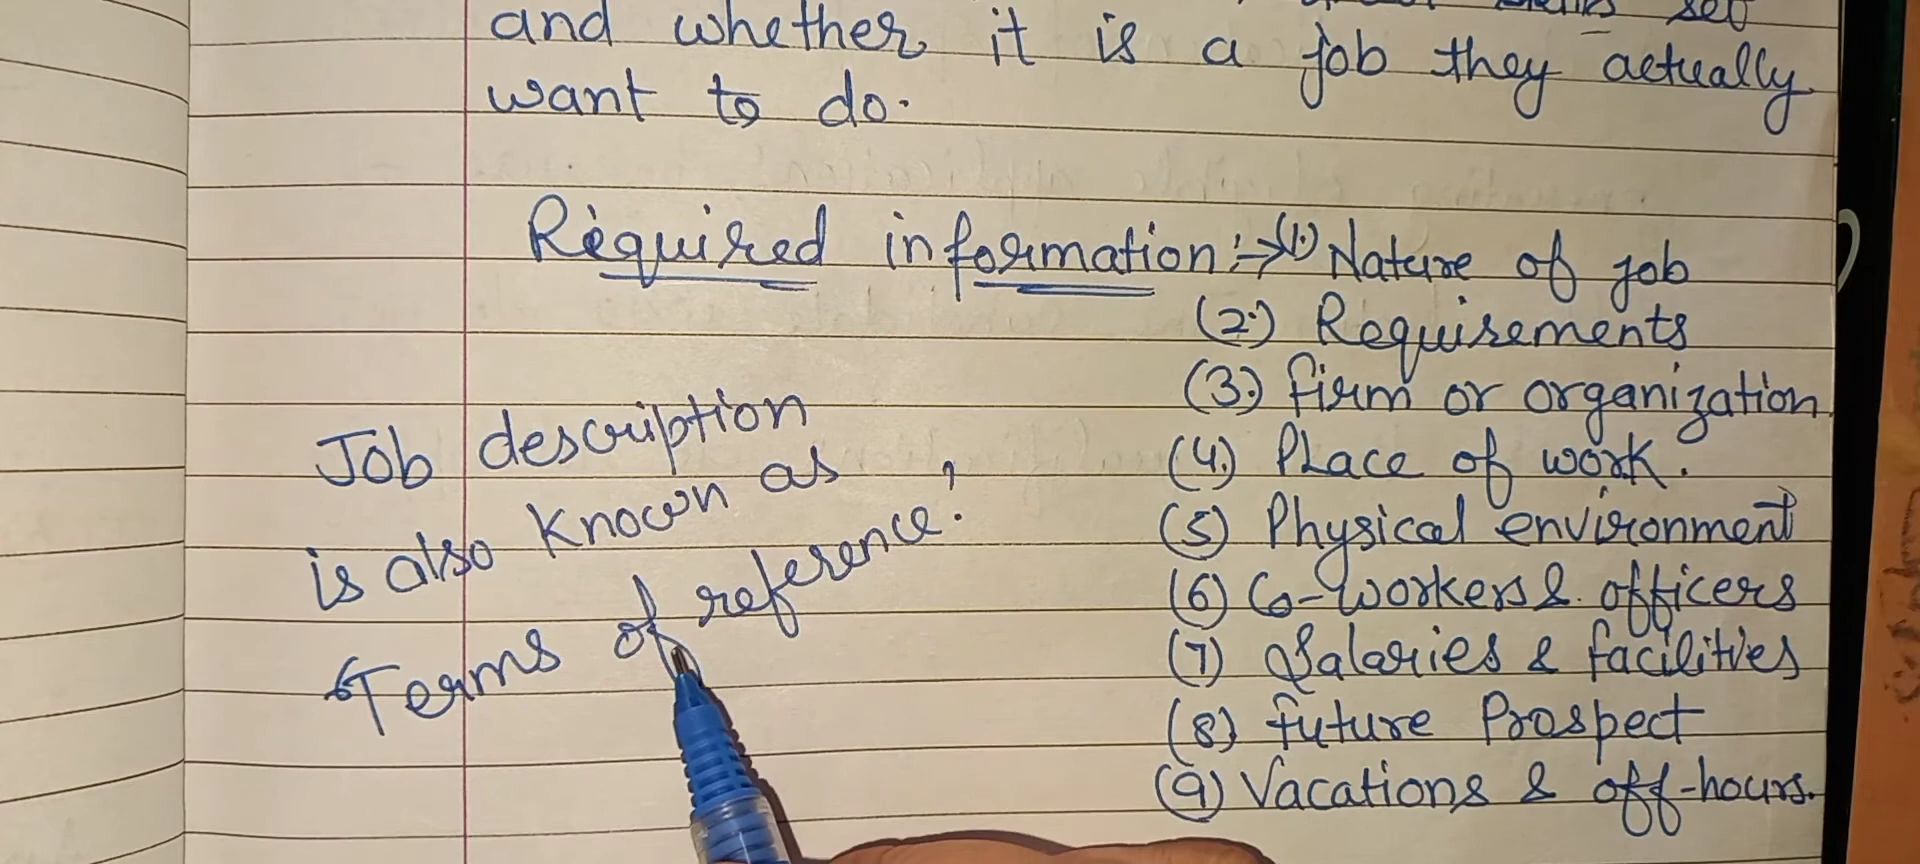 skills set
and whether it is a job they actually
want to do.
Required information :→ (1.) Nature of job
(2.) Requirements
(3.) firm or organization
(4.) Place of work.
(5) Physical environment
(6) Co-workers & officers
(7) Salaries & facilities
(8) future Prospect
(9) Vacations & off-hours.
Job description
is also known as
"Terms of reference".